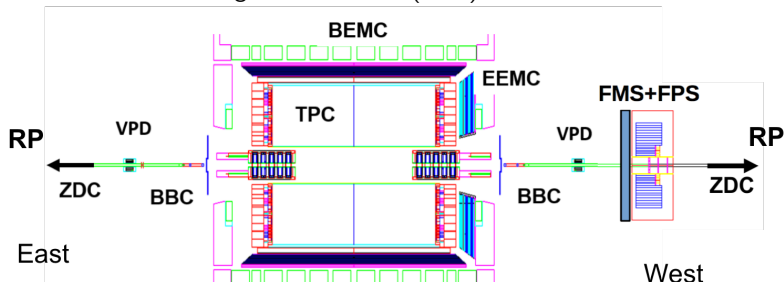 BEMC
EEMC
FMS+FPS
TPC
RP
VPD
VPD
RP
ZDC
BBC
BBC
ZDC
East
West